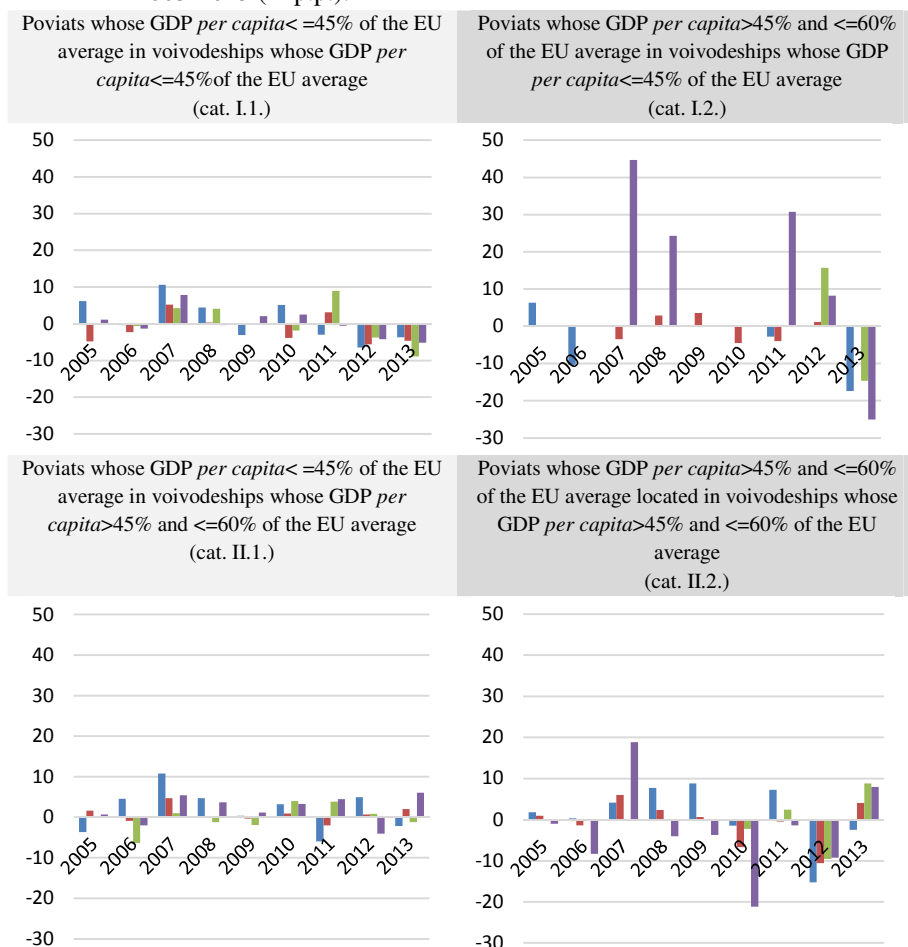 Poviats whose GDP per capita< =45% of the EU
average in voivodeships whose GDP per
capita<=45%of the EU average
(cat. I.1.)
Poviats whose GDP per capita>45% and <=60%
of the EU average in voivodeships whose GDP
per capita<=45% of the EU average
(cat. I.2.)
50
40
30
20
10
0
-10
-20
-30
2005 2006 2007 2008 2009 2010 2011 2012 2013
50
40
30
20
10
0
-10
-20
-30
2005 2006 2007 2008 2009 2010 2011 2012 2013
Poviats whose GDP per capita< =45% of the EU
average in voivodeships whose GDP per
capita>45% and <=60% of the EU average
(cat. II.1.)
Poviats whose GDP per capita>45% and <=60%
of the EU average located in voivodeships whose
GDP per capita>45% and <=60% of the EU
average
(cat. II.2.)
50
40
30
20
10
0
-10
-20
-30
2005 2006 2007 2008 2009 2010 2011 2012 2013
50
40
30
20
10
0
-10
-20
-30
2005 2006 2007 2008 2009 2010 2011 2012 2013